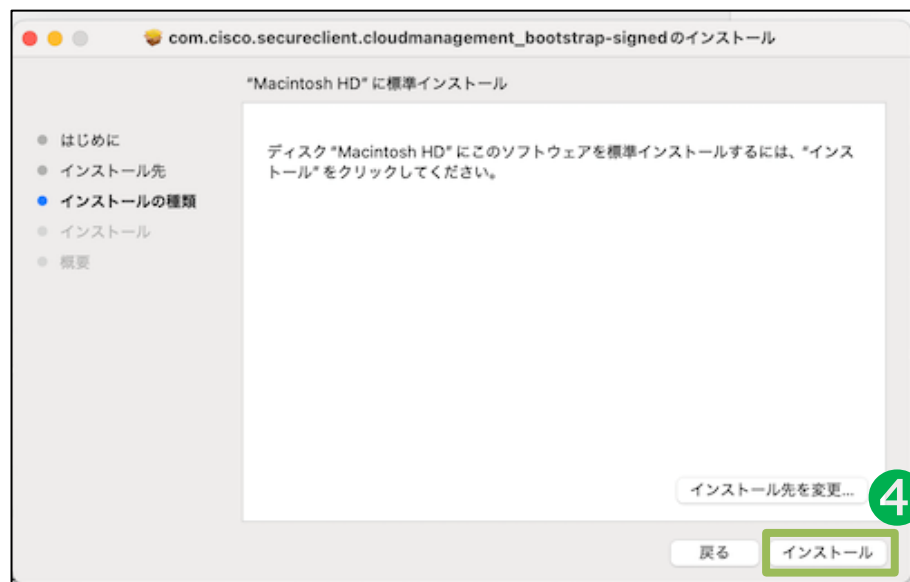 com.cisco.secureclient.cloudmanagement_bootstrap-signedのインストール
"Macintosh HD" に標準インストール
はじめに
インストール先
インストールの種類
インストール
概要
ディスク "Macintosh HD" にこのソフトウェアを標準インストールするには、"インス
トール" をクリックしてください。
インストール先を変更...
4
戻る
インストール